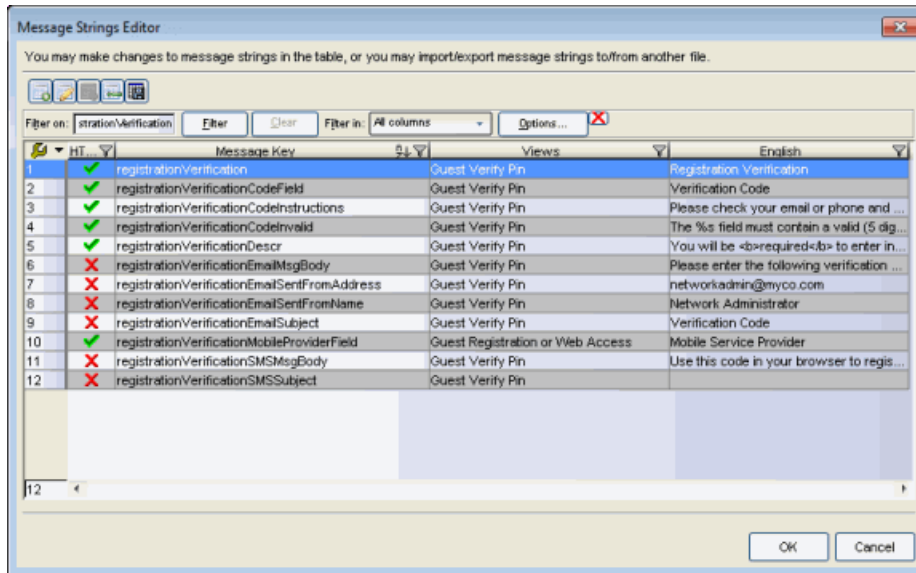 Message Strings Editor
You may make changes to message strings in the table, or you may import/export message strings to/from another file.
Filter on: stration\Verification Filter Clear Filter in: All columns Options...
HT... Message Key Views English
1 registrationVerification Guest Verify Pin Registration Verification
2 registrationVerificationCodeField Guest Verify Pin Verification Code
3 registrationVerificationCodeInstructions Guest Verify Pin Please check your email or phone and ...
4 registrationVerificationCodeInvalid Guest Verify Pin The %s field must contain a valid (5 dig...
5 registrationVerificationDescr Guest Verify Pin You will be <b>required</b> to enter in...
6 registrationVerificationEmailMsgBody Guest Verify Pin Please enter the following verification ...
7 registrationVerificationEmailSentFromAddress Guest Verify Pin networkadmin@myco.com
8 registrationVerificationEmailSentFromName Guest Verify Pin Network Administrator
9 registrationVerificationEmailSubject Guest Verify Pin Verification Code
10 registrationVerificationMobileProviderField Guest Registration or Web Access Mobile Service Provider
11 registrationVerificationSMSMsgBody Guest Verify Pin Use this code in your browser to regis...
12 registrationVerificationSMSSubject Guest Verify Pin
12
OK Cancel